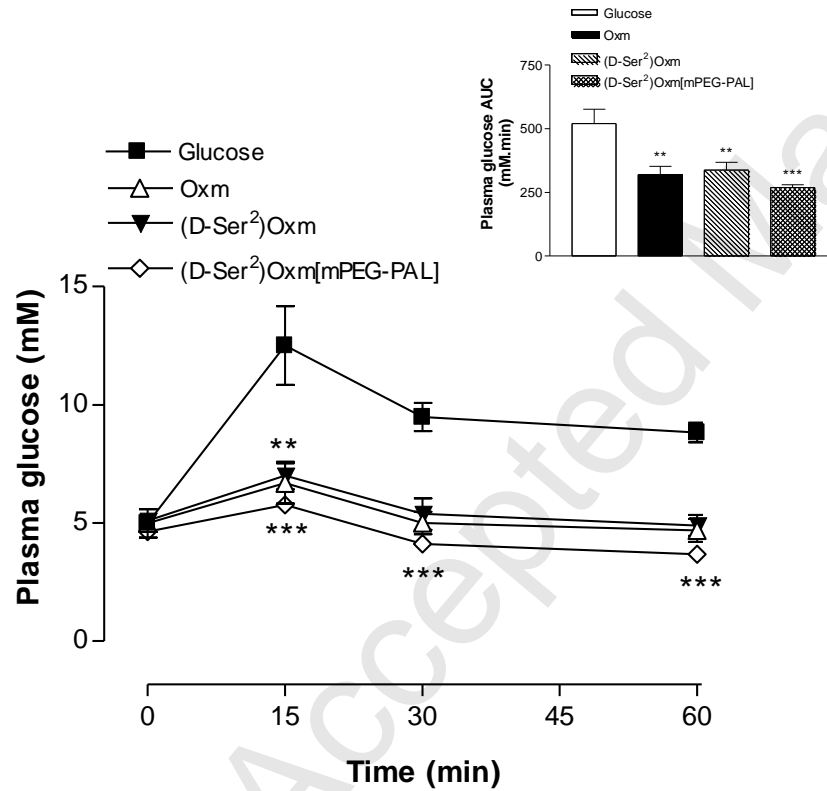 Glucose
Oxm
(D-Ser²)Oxm
(D-Ser²)Oxm[mPEG-PAL]
Plasma glucose AUC
(mM.min)
750
500
250
0
**
**
***
Glucose
Oxm
(D-Ser²)Oxm
(D-Ser²)Oxm[mPEG-PAL]
Plasma glucose (mM)
15
10
5
0
**
***
***
***
0
15
30
45
60
Time (min)
Accepted Ma